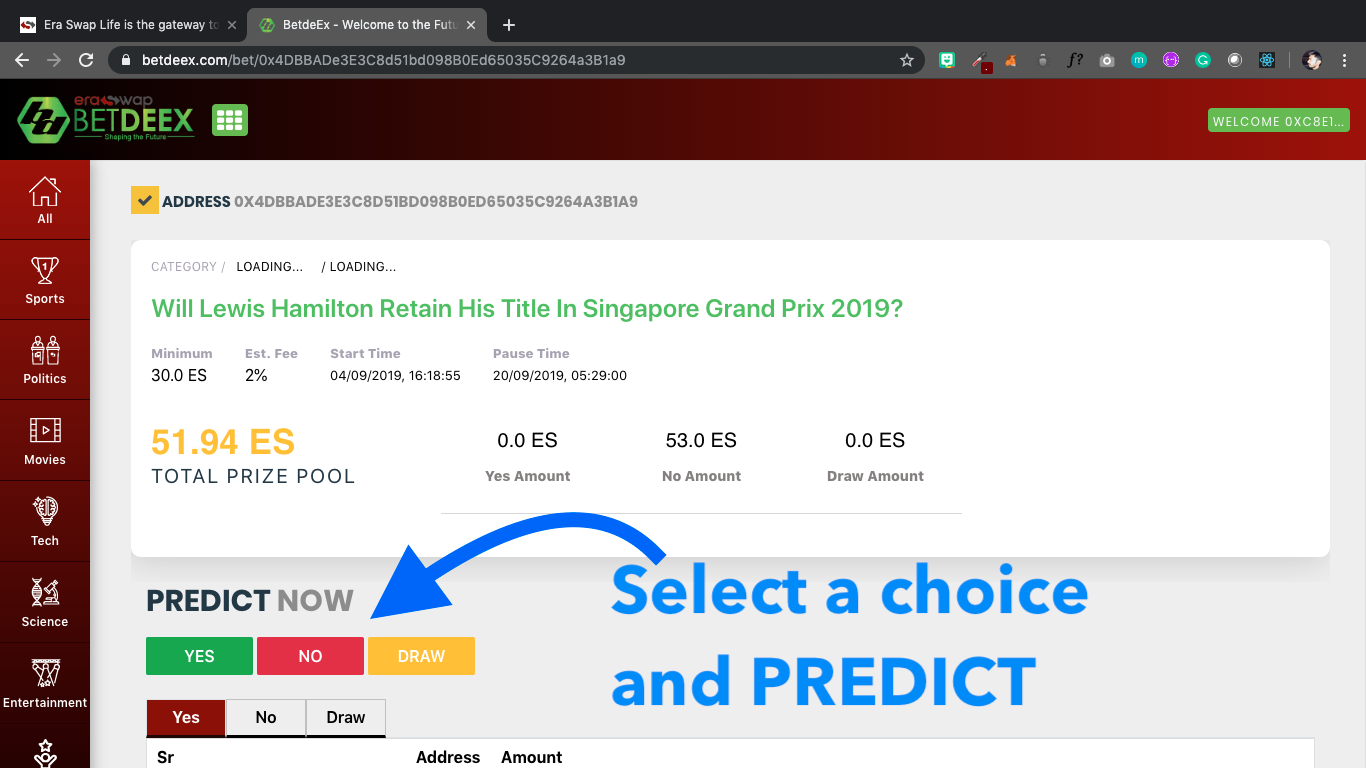 Era Swap Life is the gateway to
BetdeEx - Welcome to the Futu
betdeex.com/bet/0x4DBBADe3E3C8d51bd098B0Ed65035C9264a3B1a9
f?
m
G
era swap
BETDEEX
Shaping the Future
WELCOME 0XC8E1...
All
Sports
Politics
Movies
Tech
Science
Entertainment
ADDRESS 0X4DBBADE3E3C8D51BD098B0ED65035C9264A3B1A9
CATEGORY / LOADING... / LOADING...
Will Lewis Hamilton Retain His Title In Singapore Grand Prix 2019?
Minimum Est. Fee Start Time Pause Time
30.0 ES 2% 04/09/2019, 16:18:55 20/09/2019, 05:29:00
51.94 ES 0.0 ES 53.0 ES 0.0 ES
TOTAL PRIZE POOL Yes Amount No Amount Draw Amount
Select a choice
and PREDICT
PREDICT NOW
YES NO DRAW
Yes No Draw
Sr Address Amount